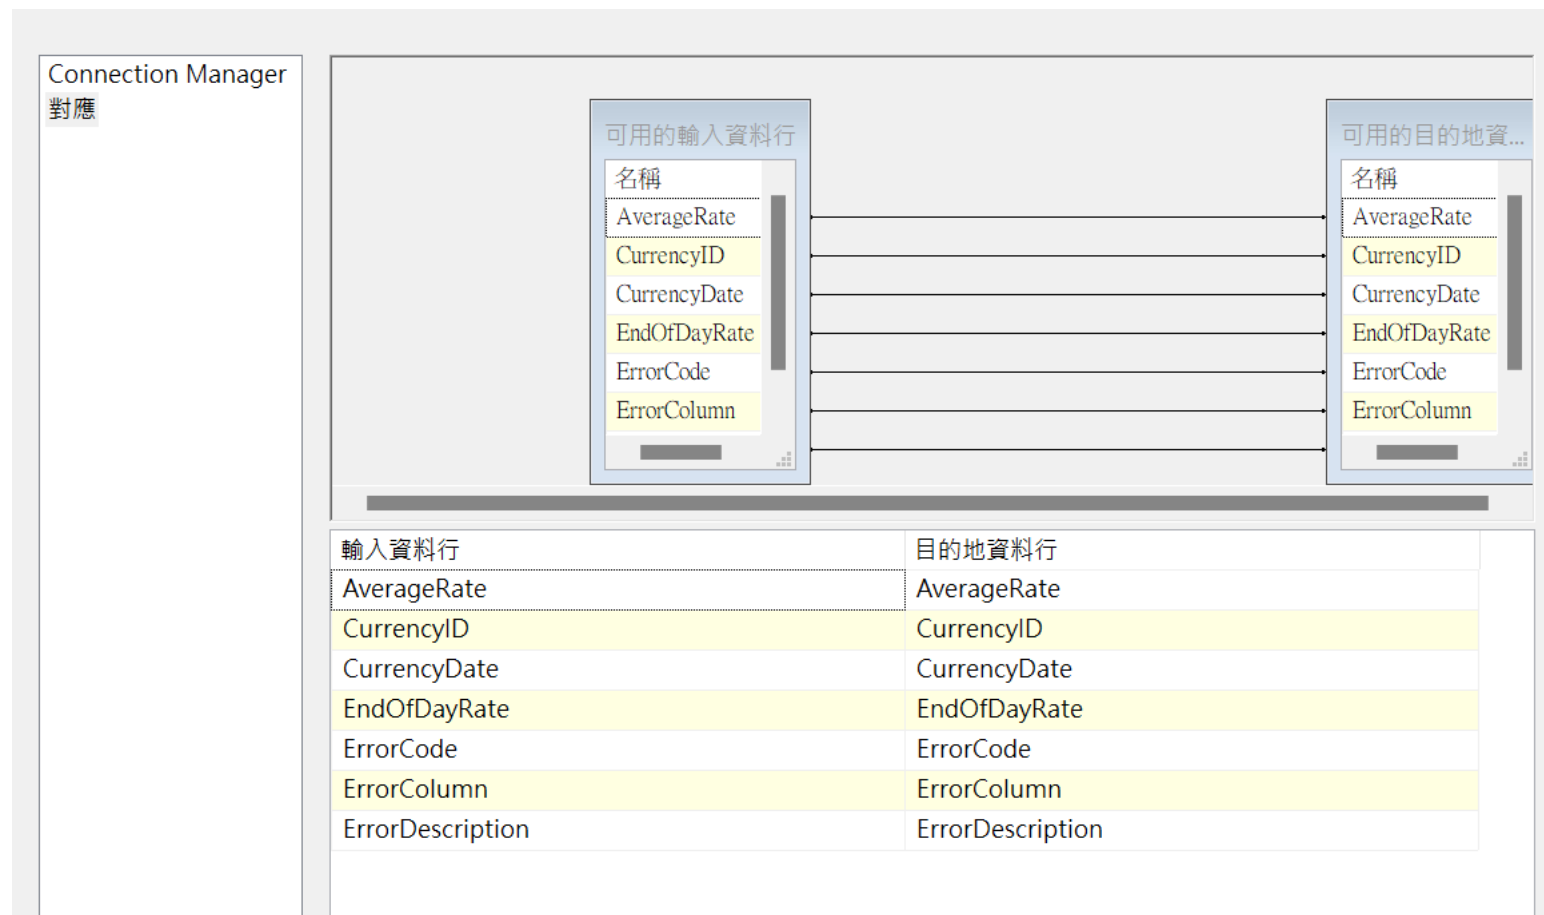 Connection Manager
對應
可用的輸入資料行
名稱
AverageRate
CurrencyID
CurrencyDate
EndOfDayRate
ErrorCode
ErrorColumn
可用的目的地資...
名稱
AverageRate
CurrencyID
CurrencyDate
EndOfDayRate
ErrorCode
ErrorColumn
輸入資料行 目的地資料行
AverageRate AverageRate
CurrencyID CurrencyID
CurrencyDate CurrencyDate
EndOfDayRate EndOfDayRate
ErrorCode ErrorCode
ErrorColumn ErrorColumn
ErrorDescription ErrorDescription